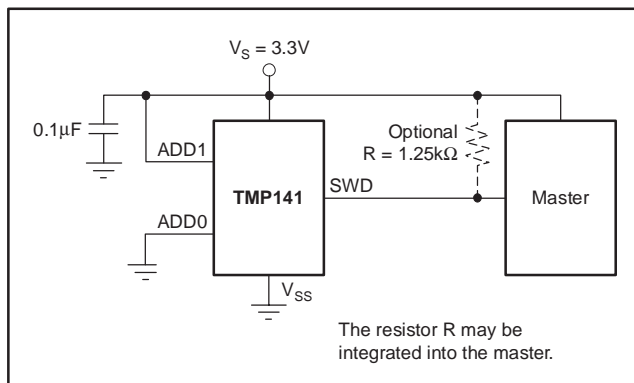 V_S = 3.3V
0.1μF
Optional
R = 1.25kΩ
ADD1
SWD
TMP141
Master
ADD0
V_SS
The resistor R may be
integrated into the master.